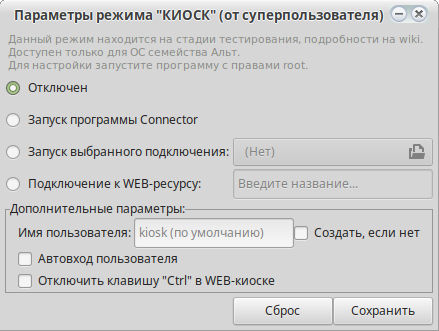 Параметры режима "КИОСК" (от суперпользователя)
Данный режим находится на стадии тестирования, подробности на wiki.
Доступен только для ОС семейства Альт.
Для настройки запустите программу с правами root.
Отключен
Запуск программы Connector
Запуск выбранного подключения: (Нет)
Подключение к WEB-ресурсу: Введите название...
Дополнительные параметры:
Имя пользователя: kiosk (по умолчанию) Создать, если нет
Автовход пользователя
Отключить клавишу "Ctrl" в WEB-киоске
Сброс Сохранить